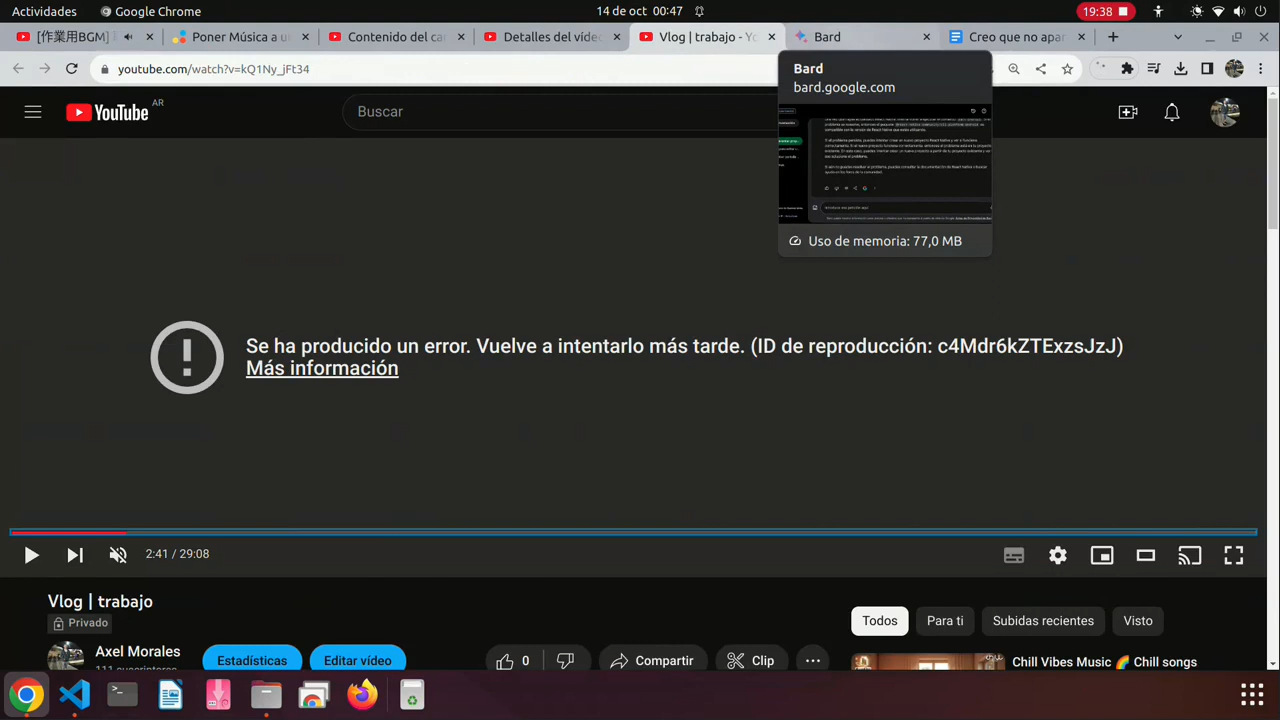 Actividades
Google Chrome
14 de oct 00:47
19:38
[作業用BGM]
Poner Música a u
Contenido del ca
Detalles del víde
Vlog | trabajo - Yo
Bard
Creo que no apar
youtube.com/watch?v=kQ1Ny_jFt34
Bard
bard.google.com
YouTube
AR
Buscar
Uso de memoria: 77,0 MB
Se ha producido un error. Vuelve a intentarlo más tarde. (ID de reproducción: c4Mdr6kZTExzsJzJ)
Más información
2:41 / 29:08
Vlog | trabajo
Privado
Todos
Para ti
Subidas recientes
Visto
Axel Morales
111 suscriptores
Estadísticas
Editar vídeo
0
Compartir
Clip
Chill Vibes Music 🌈 Chill songs